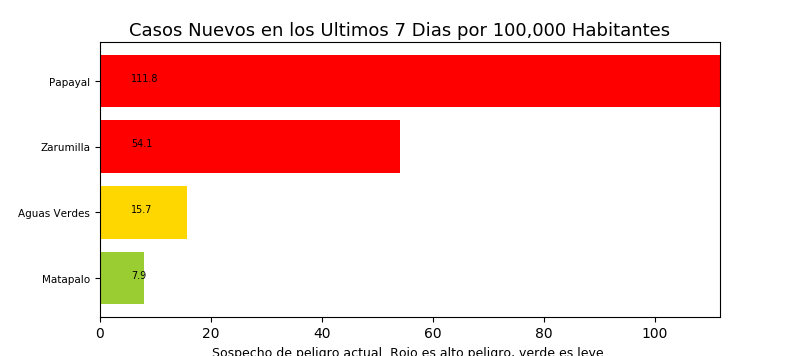 Casos Nuevos en los Ultimos 7 Dias por 100,000 Habitantes
Papayal 111.8
Zarumilla 54.1
Aguas Verdes 15.7
Matapalo 7.9
0 20 40 60 80 100
Sospecho de peligro actual. Rojo es alto peligro, verde es leve